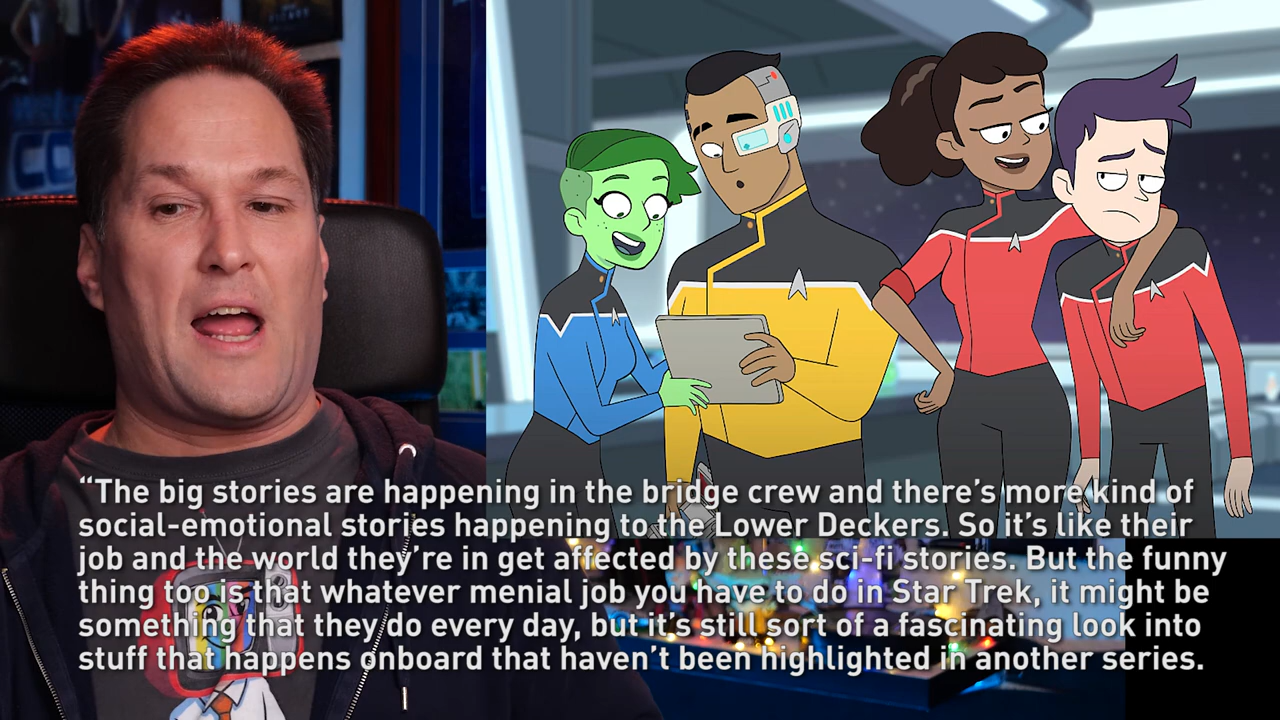 “The big stories are happening in the bridge crew and there’s more kind of
social-emotional stories happening to the Lower Deckers. So it’s like their
job and the world they’re in get affected by these sci-fi stories. But the funny
thing too is that whatever menial job you have to do in Star Trek, it might be
something that they do every day, but it’s still sort of a fascinating look into
stuff that happens onboard that haven’t been highlighted in another series.